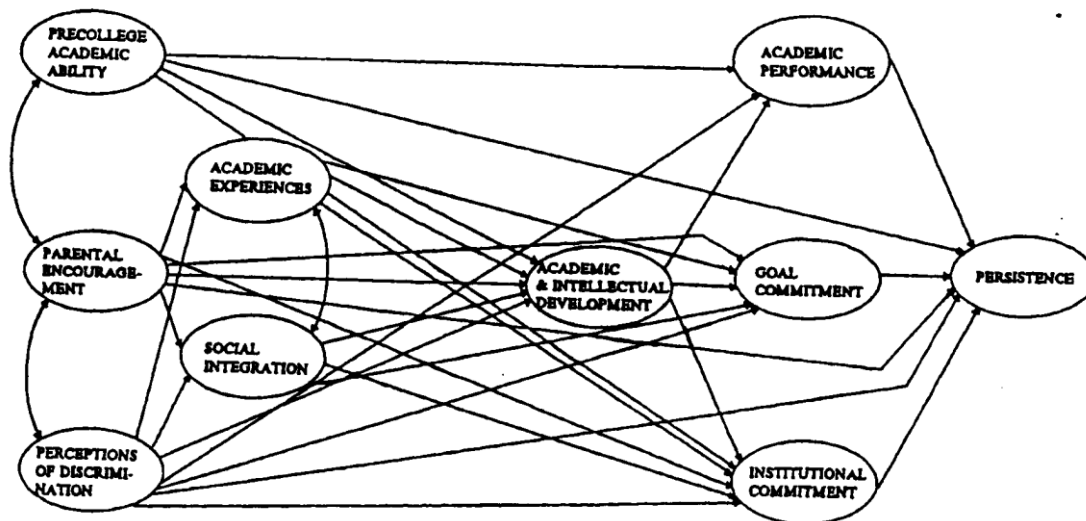 PRECOLLEGE
ACADEMIC
ABILITY
ACADEMIC
PERFORMANCE
ACADEMIC
EXPERIENCES
PARENTAL
ENCOURAGE-
MENT
ACADEMIC
& INTELLECTUAL
DEVELOPMENT
GOAL
COMMITMENT
PERSISTENCE
SOCIAL
INTEGRATION
PERCEPTIONS
OF DISCRIMI-
NATION
INSTITUTIONAL
COMMITMENT